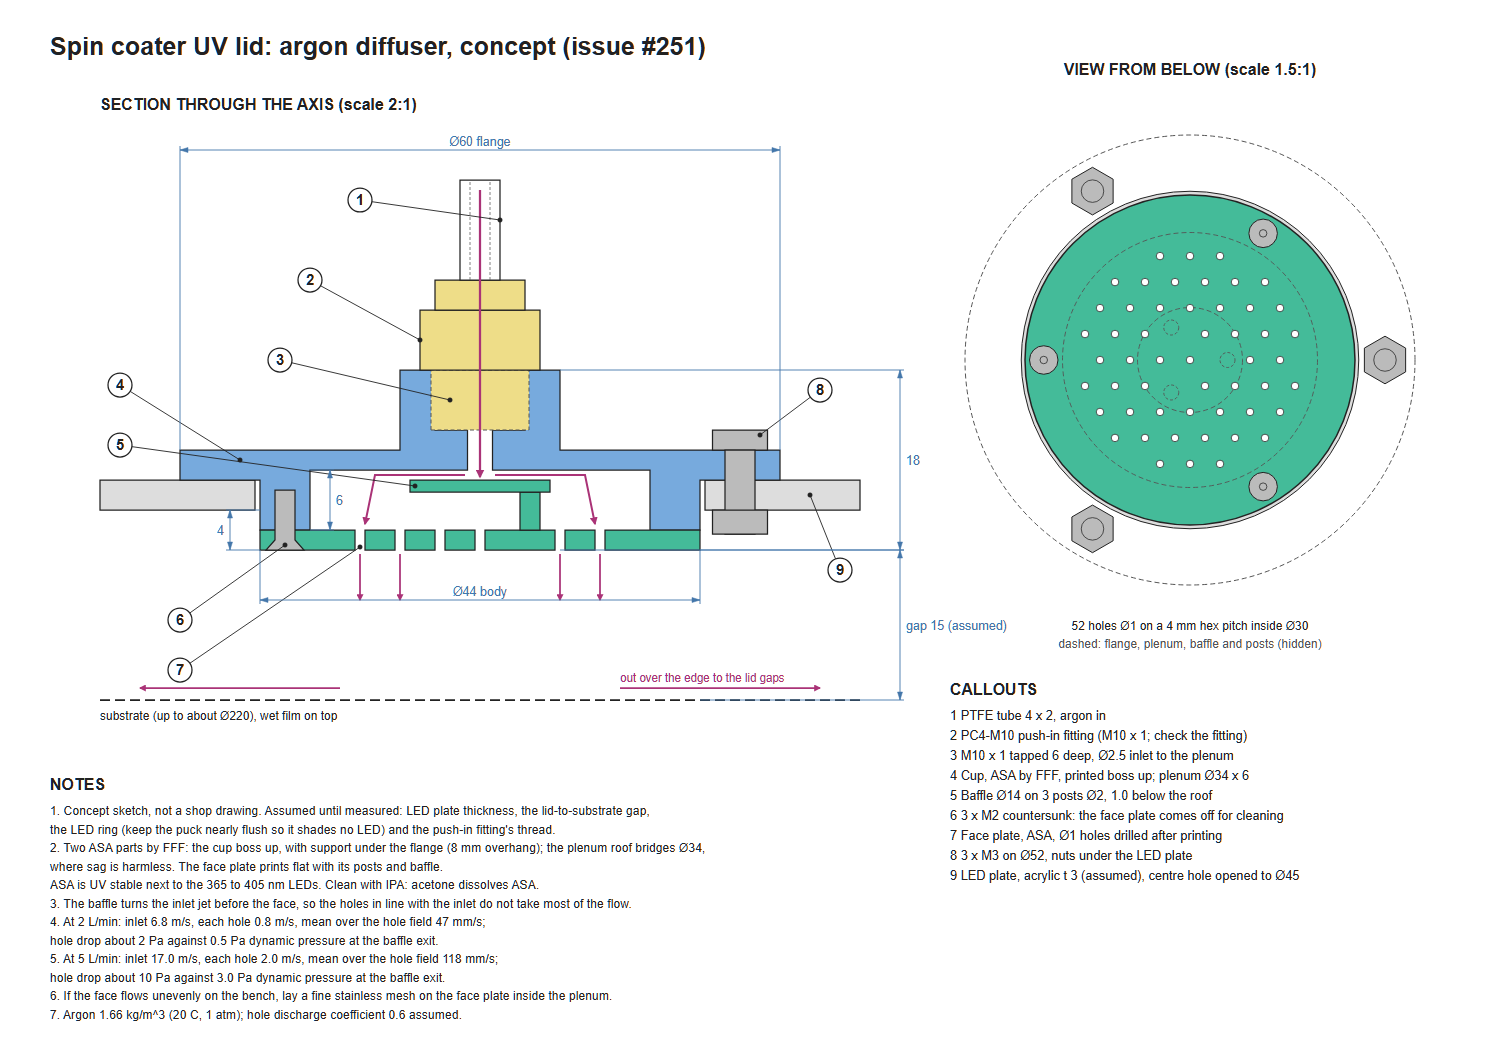 Spin coater UV lid: argon diffuser, concept (issue #251)
VIEW FROM BELOW (scale 1.5:1)
SECTION THROUGH THE AXIS (scale 2:1)
Ø60 flange
1
2
3
4
5
8
18
6
4
9
Ø44 body
6
gap 15 (assumed)
7
out over the edge to the lid gaps
substrate (up to about Ø220), wet film on top
52 holes Ø1 on a 4 mm hex pitch inside Ø30
dashed: flange, plenum, baffle and posts (hidden)
CALLOUTS
1 PTFE tube 4 x 2, argon in
2 PC4-M10 push-in fitting (M10 x 1; check the fitting)
3 M10 x 1 tapped 6 deep, Ø2.5 inlet to the plenum
4 Cup, ASA by FFF, printed boss up; plenum Ø34 x 6
5 Baffle Ø14 on 3 posts Ø2, 1.0 below the roof
6 3 x M2 countersunk: the face plate comes off for cleaning
7 Face plate, ASA, Ø1 holes drilled after printing
8 3 x M3 on Ø52, nuts under the LED plate
9 LED plate, acrylic t 3 (assumed), centre hole opened to Ø45
NOTES
1. Concept sketch, not a shop drawing. Assumed until measured: LED plate thickness, the lid-to-substrate gap,
the LED ring (keep the puck nearly flush so it shades no LED) and the push-in fitting's thread.
2. Two ASA parts by FFF: the cup boss up, with support under the flange (8 mm overhang); the plenum roof bridges Ø34,
where sag is harmless. The face plate prints flat with its posts and baffle.
ASA is UV stable next to the 365 to 405 nm LEDs. Clean with IPA: acetone dissolves ASA.
3. The baffle turns the inlet jet before the face, so the holes in line with the inlet do not take most of the flow.
4. At 2 L/min: inlet 6.8 m/s, each hole 0.8 m/s, mean over the hole field 47 mm/s;
hole drop about 2 Pa against 0.5 Pa dynamic pressure at the baffle exit.
5. At 5 L/min: inlet 17.0 m/s, each hole 2.0 m/s, mean over the hole field 118 mm/s;
hole drop about 10 Pa against 3.0 Pa dynamic pressure at the baffle exit.
6. If the face flows unevenly on the bench, lay a fine stainless mesh on the face plate inside the plenum.
7. Argon 1.66 kg/m^3 (20 C, 1 atm); hole discharge coefficient 0.6 assumed.